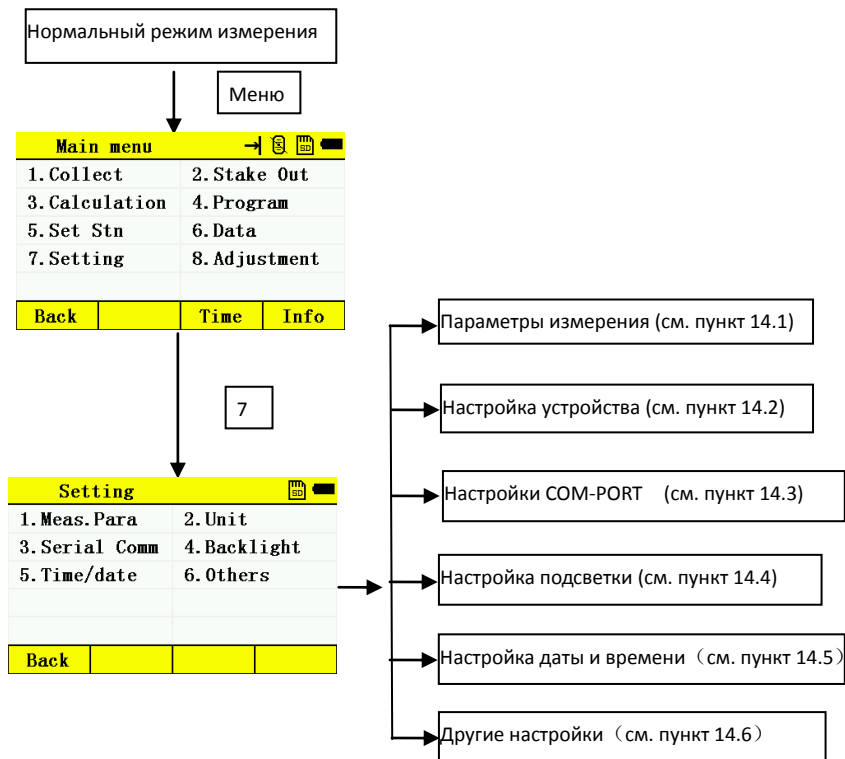 Нормальный режим измерения
Меню
Main menu
1.Collect 2.Stake Out
3.Calculation 4.Program
5.Set Stn 6.Data
7.Setting 8.Adjustment
Back Time Info
7
Setting
1.Meas.Para 2.Unit
3.Serial Comm 4.Backlight
5.Time/date 6.Others
Back
Параметры измерения (см. пункт 14.1)
Настройка устройства (см. пункт 14.2)
Настройки COM-PORT (см. пункт 14.3)
Настройка подсветки (см. пункт 14.4)
Настройка даты и времени（см. пункт 14.5）
Другие настройки（см. пункт 14.6）